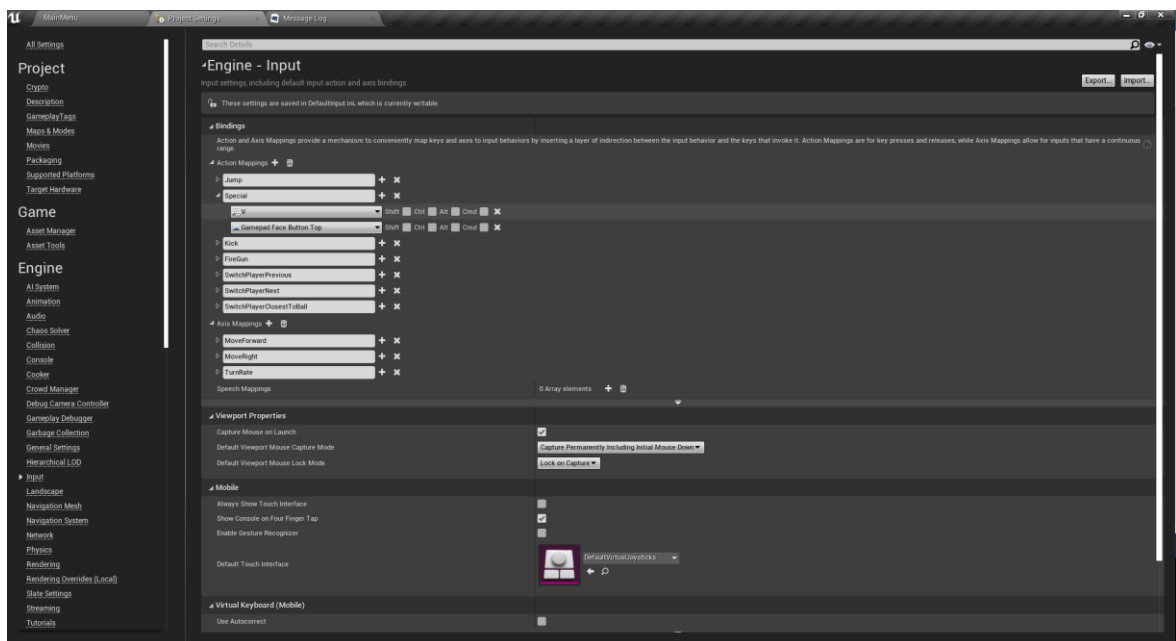 MainMenu
Project Settings
Message Log
All Settings
Project
Crypto
Description
GameplayTags
Maps & Modes
Movies
Packaging
Supported Platforms
Target Hardware
Game
Asset Manager
Asset Tools
Engine
AI System
Animation
Audio
Chaos Solver
Collision
Console
Cooker
Crowd Manager
Debug Camera Controller
Gameplay Debugger
Garbage Collection
General Settings
Hierarchical LOD
Input
Landscape
Navigation Mesh
Navigation System
Network
Physics
Rendering
Rendering Overrides (Local)
Slate Settings
Streaming
Tutorials
Search Details
Engine - Input
Input settings, including default input action and axis bindings.
Export... Import...
These settings are saved in DefaultInput.ini, which is currently writable.
Bindings
Action and Axis Mappings provide a mechanism to conveniently map keys and axes to input behaviors by inserting a layer of indirection between the input behavior and the keys that invoke it. Action Mappings are for key presses and releases, while Axis Mappings allow for inputs that have a continuous
range.
Action Mappings
Jump
Special
V Shift Ctrl Alt Cmd
Gamepad Face Button Top Shift Ctrl Alt Cmd
Kick
FireGun
SwitchPlayerPrevious
SwitchPlayerNext
SwitchPlayerClosestToBall
Axis Mappings
MoveForward
MoveRight
TurnRate
Speech Mappings 0 Array elements
Viewport Properties
Capture Mouse on Launch
Default Viewport Mouse Capture Mode Capture Permanently Including Initial Mouse Down
Default Viewport Mouse Lock Mode Lock on Capture
Mobile
Always Show Touch Interface
Show Console on Four Finger Tap
Enable Gesture Recognizer
Default Touch Interface DefaultVirtualJoysticks
Virtual Keyboard (Mobile)
Use Autocorrect